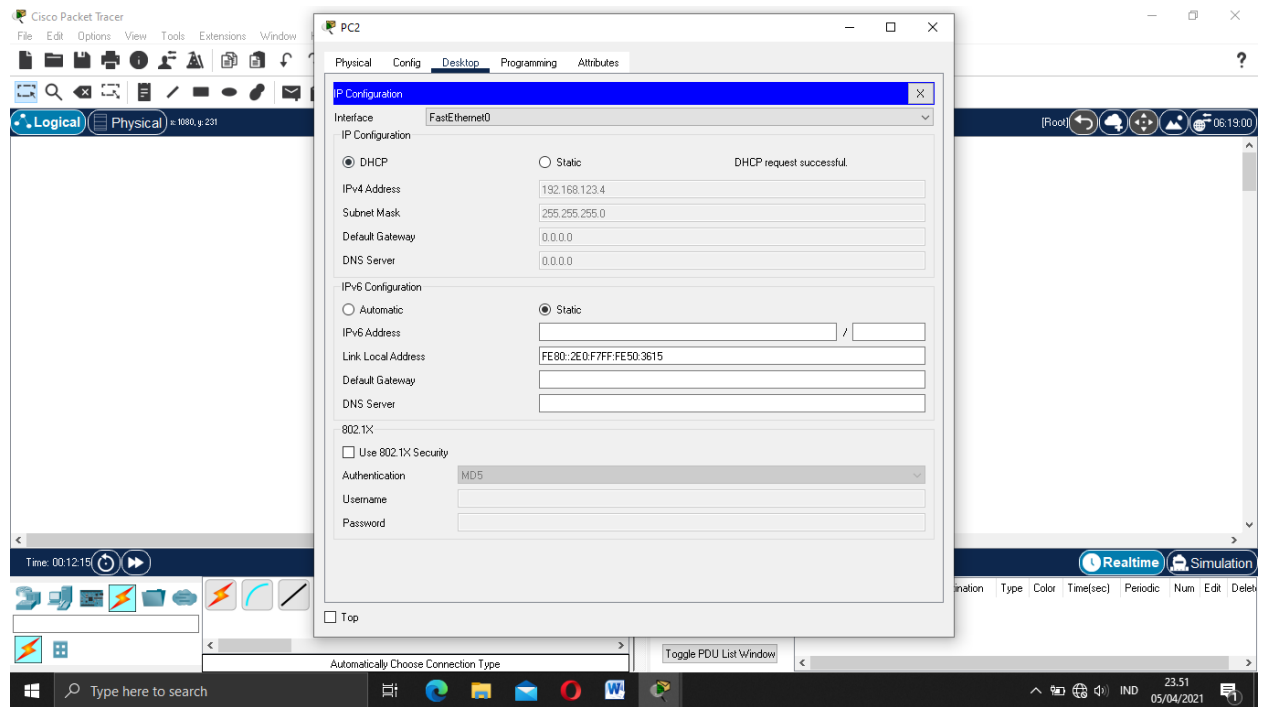 Cisco Packet Tracer
File Edit Options View Tools Extensions Window
?
Logical Physical x: 1080, y: 231
[Root] 06:19:00
PC2
Physical Config Desktop Programming Attributes
IP Configuration
X
Interface FastEthernet0
IP Configuration
DHCP Static DHCP request successful.
IPv4 Address 192.168.123.4
Subnet Mask 255.255.255.0
Default Gateway 0.0.0.0
DNS Server 0.0.0.0
IPv6 Configuration
Automatic Static
IPv6 Address /
Link Local Address FE80::2E0:F7FF:FE50:3615
Default Gateway
DNS Server
802.1X
Use 802.1X Security
Authentication MD5
Username
Password
Top
Time: 00:12:15
Realtime Simulation
ination Type Color Time(sec) Periodic Num Edit Delet
Automatically Choose Connection Type
Toggle PDU List Window
Type here to search
IND
23.51
05/04/2021